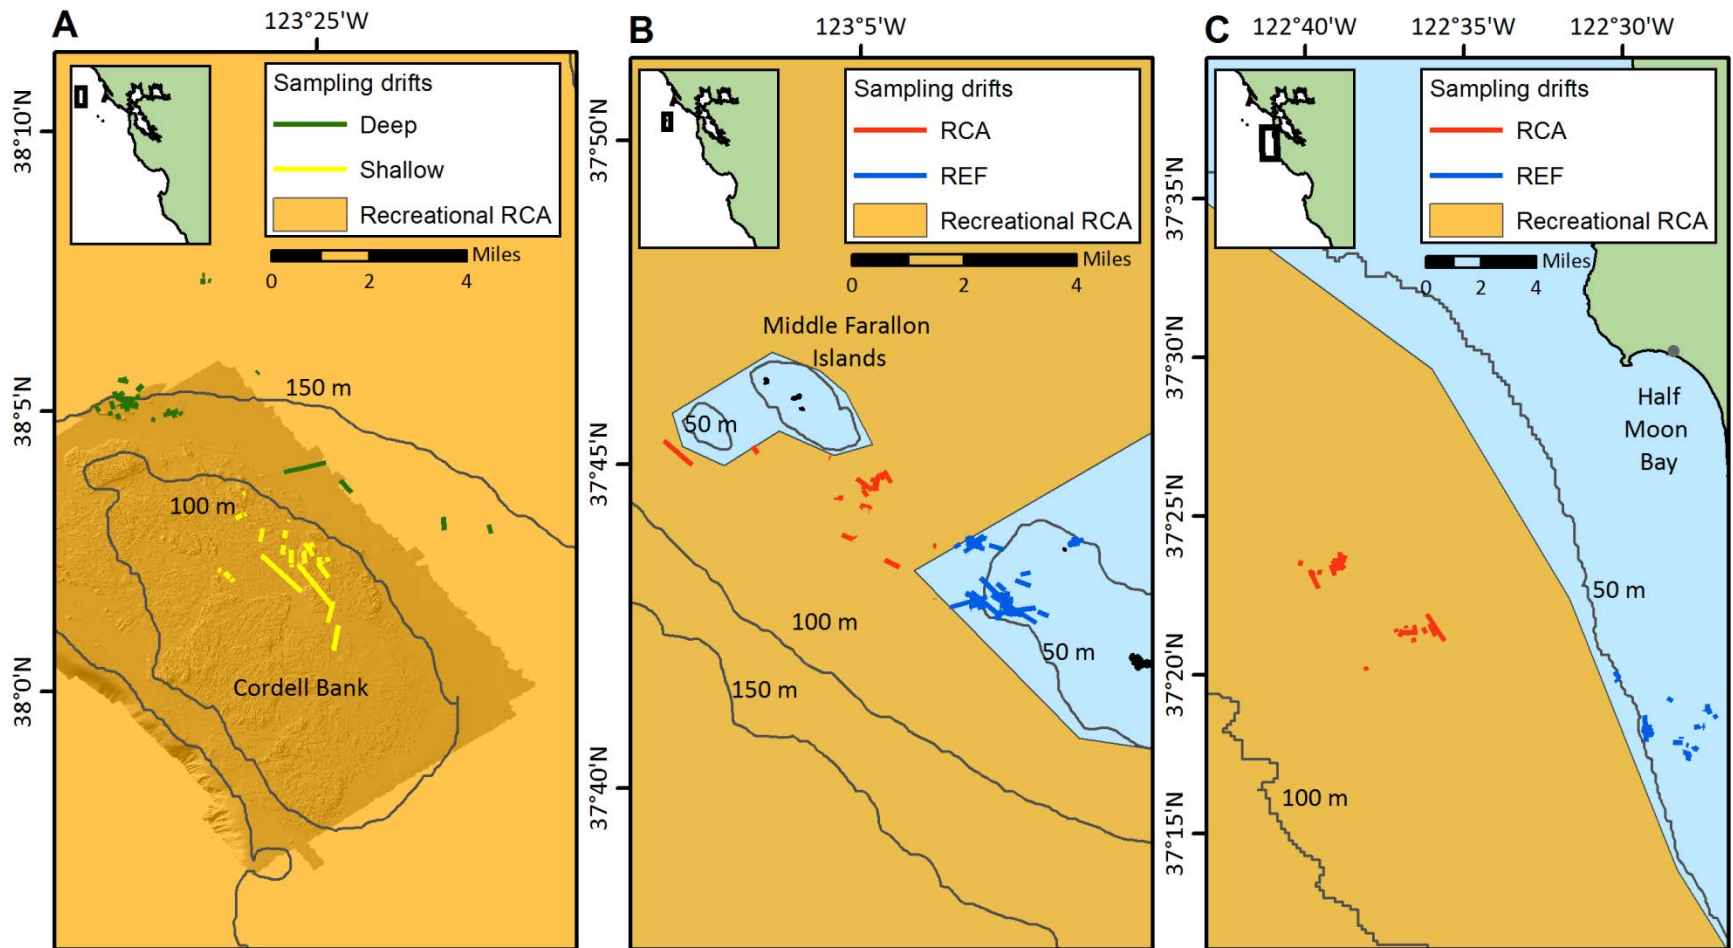 A
123°25'W
38°10'N
38°5'N
38°0'N
Sampling drifts
Deep
Shallow
Recreational RCA
Miles
0 2 4
150 m
100 m
Cordell Bank
B
123°5'W
37°50'N
37°45'N
37°40'N
Sampling drifts
RCA
REF
Recreational RCA
Miles
0 2 4
Middle Farallon
Islands
50 m
50 m
100 m
150 m
C
122°40'W 122°35'W 122°30'W
37°35'N
37°30'N
37°25'N
37°20'N
37°15'N
Sampling drifts
RCA
REF
Recreational RCA
Miles
0 2 4
Half
Moon
Bay
50 m
100 m